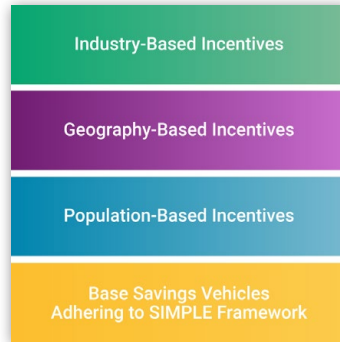 Industry-Based Incentives
Geography-Based Incentives
Population-Based Incentives
Base Savings Vehicles
Adhering to SIMPLE Framework